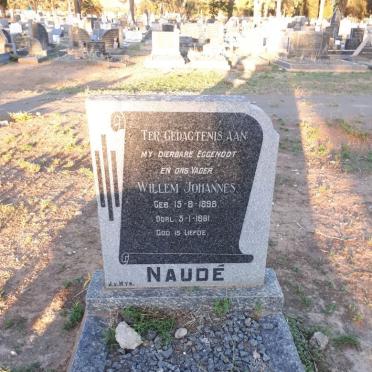 TER GEDAGTENIS AAN
MY DIERBARE EGGENOOT
EN ONS VADER
WILLEM JOHANNES
GEB. 15-8-1898
OORL. 3-1-1981
GOD IS LIEFDE.
NAUDÉ